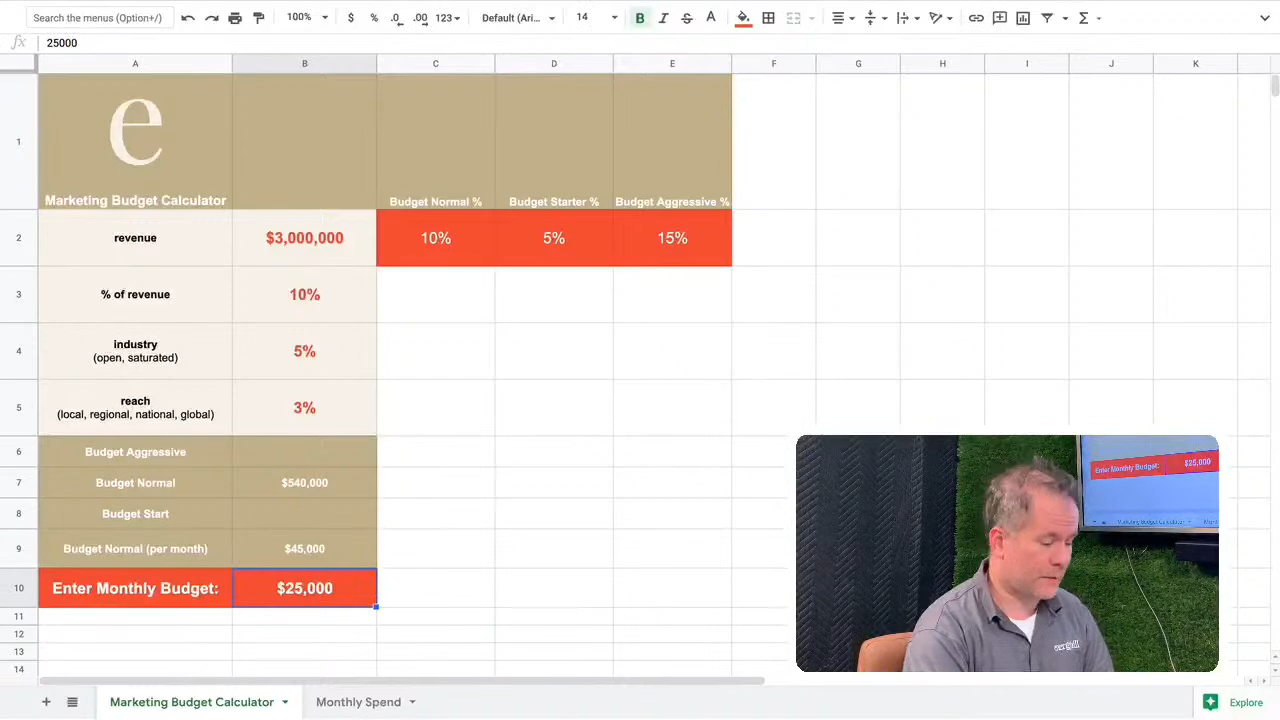 Search the menus (Option+/)
100%
$
%
.0
.00
123
Default (Ari...
14
B
I
S
A
Σ
fx
25000
A
B
C
D
E
F
G
H
I
J
K
1
e
Marketing Budget Calculator
Budget Normal %
Budget Starter %
Budget Aggressive %
2
revenue
$3,000,000
10%
5%
15%
3
% of revenue
10%
4
industry
(open, saturated)
5%
5
reach
(local, regional, national, global)
3%
6
Budget Aggressive
7
Budget Normal
$540,000
8
Budget Start
9
Budget Normal (per month)
$45,000
10
Enter Monthly Budget:
$25,000
11
12
13
14
Enter Monthly Budget:
$25,000
Marketing Budget Calculator
+
Marketing Budget Calculator
Monthly Spend
Explore